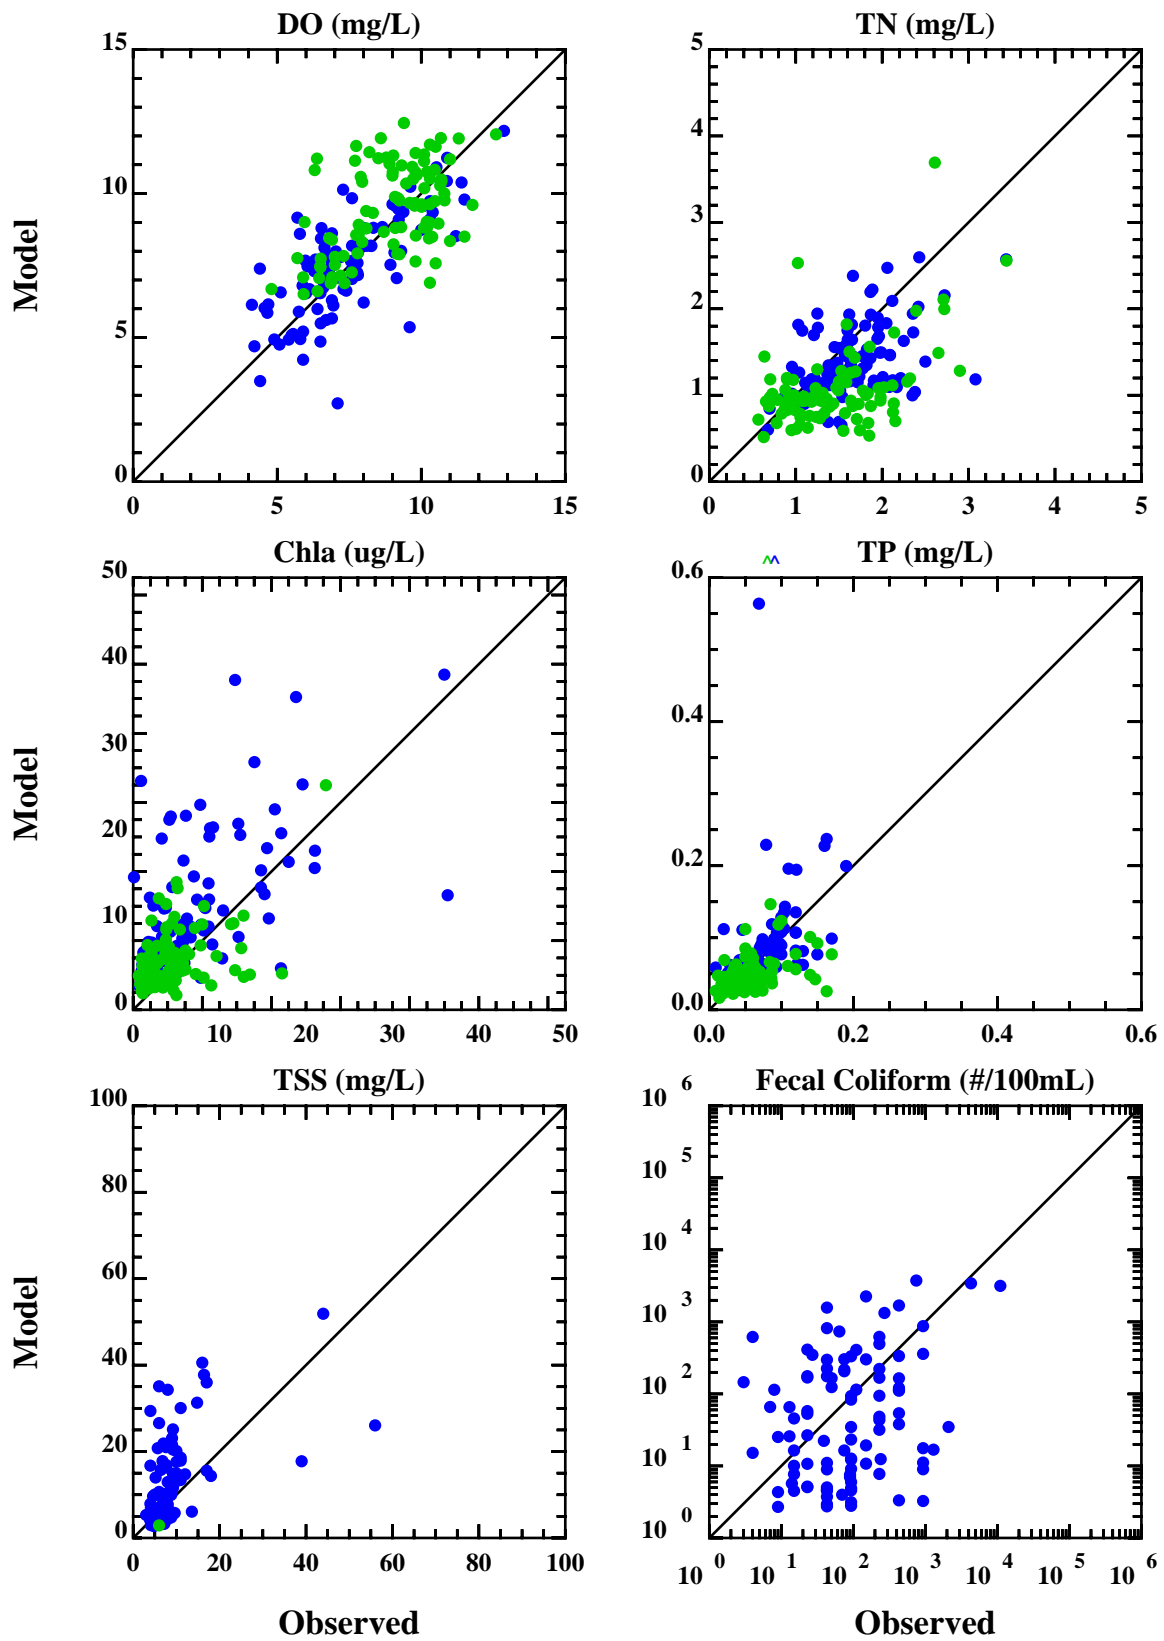 DO (mg/L)
TN (mg/L)
15
10
5
0
Model
0 5 10 15
5
4
3
2
1
0
0 1 2 3 4 5
Chla (ug/L)
TP (mg/L)
50
40
30
20
10
0
Model
0 10 20 30 40 50
0.6
0.4
0.2
0.0
0.0 0.2 0.4 0.6
TSS (mg/L)
Fecal Coliform (#/100mL)
100
80
60
40
20
0
Model
0 20 40 60 80 100
Observed
10 6
10 5
10 4
10 3
10 2
10 1
10 0
10 0 10 1 10 2 10 3 10 4 10 5 10 6
Observed